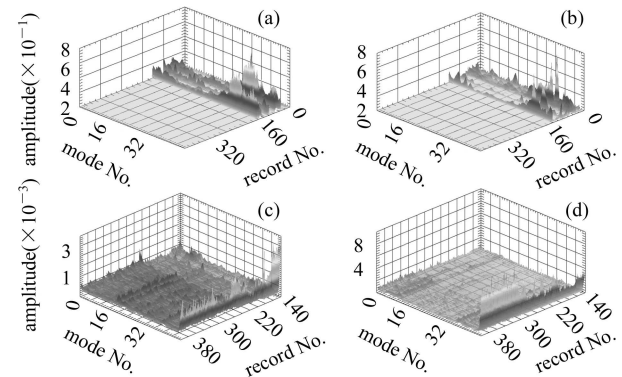 (a)
(b)
amplitude(×10⁻¹)
8
6
4
2
0
16
32
mode No.
320
160
0
record No.
8
6
4
2
0
16
32
mode No.
320
160
0
record No.
(c)
(d)
amplitude(×10⁻³)
3
1
0
16
32
mode No.
380
300
220
140
record No.
8
4
0
16
32
mode No.
380
300
220
140
record No.